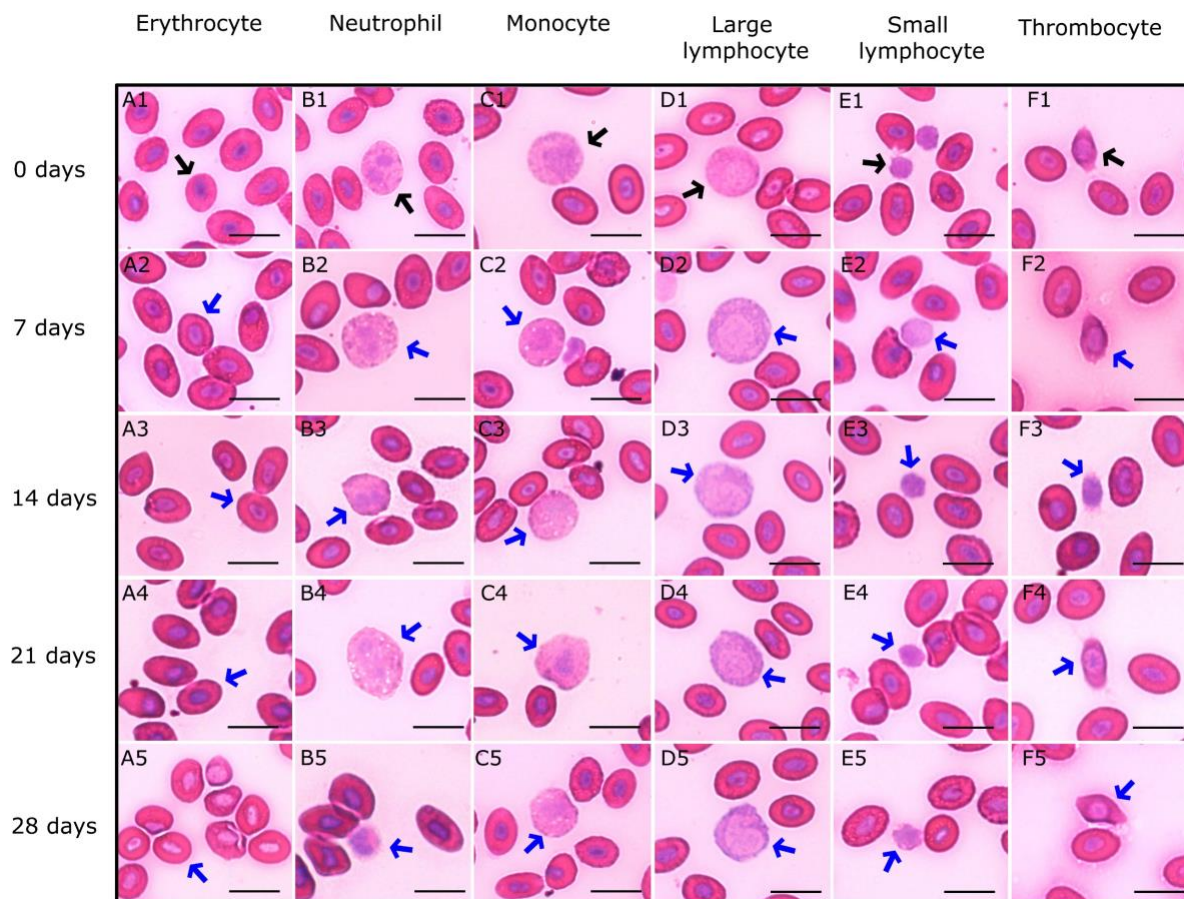 Erythrocyte Neutrophil Monocyte Large lymphocyte Small lymphocyte Thrombocyte
0 days
A1 B1 C1 D1 E1 F1
7 days
A2 B2 C2 D2 E2 F2
14 days
A3 B3 C3 D3 E3 F3
21 days
A4 B4 C4 D4 E4 F4
28 days
A5 B5 C5 D5 E5 F5